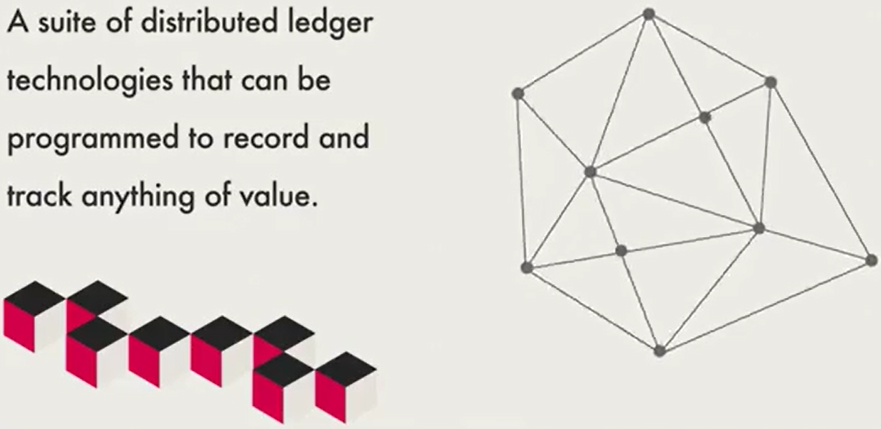 A suite of distributed ledger
technologies that can be
programmed to record and
track anything of value.